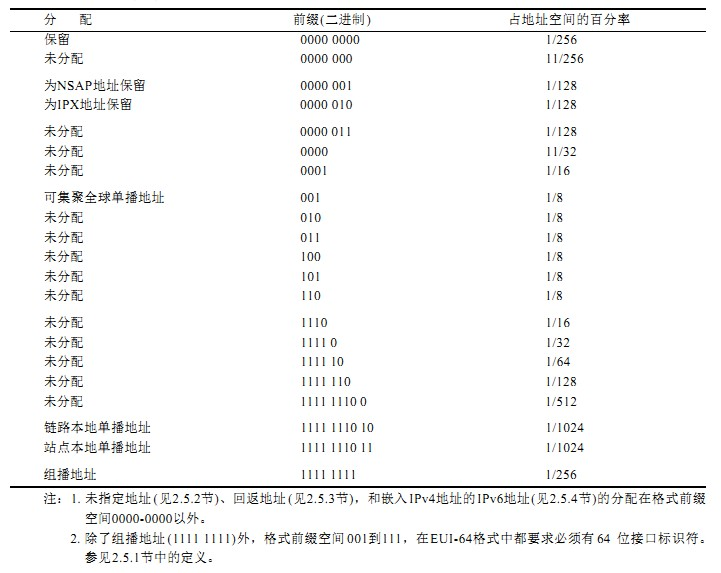 分 配 前缀(二进制) 占地址空间的百分率
保留 0000 0000 1/256
未分配 0000 000 11/256
为NSAP地址保留 0000 001 1/128
为IPX地址保留 0000 010 1/128
未分配 0000 011 1/128
未分配 0000 11/32
未分配 0001 1/16
可集聚全球单播地址 001 1/8
未分配 010 1/8
未分配 011 1/8
未分配 100 1/8
未分配 101 1/8
未分配 110 1/8
未分配 1110 1/16
未分配 1111 0 1/32
未分配 1111 10 1/64
未分配 1111 110 1/128
未分配 1111 1110 0 1/512
链路本地单播地址 1111 1110 10 1/1024
站点本地单播地址 1111 1110 11 1/1024
组播地址 1111 1111 1/256
注：1. 未指定地址(见2.5.2节)、回返地址(见2.5.3节)，和嵌入IPv4地址的IPv6地址(见2.5.4节)的分配在格式前缀
空间0000-0000以外。
2. 除了组播地址(1111 1111)外，格式前缀空间001到111，在EUI-64格式中都要求必须有64 位接口标识符。
参见2.5.1节中的定义。